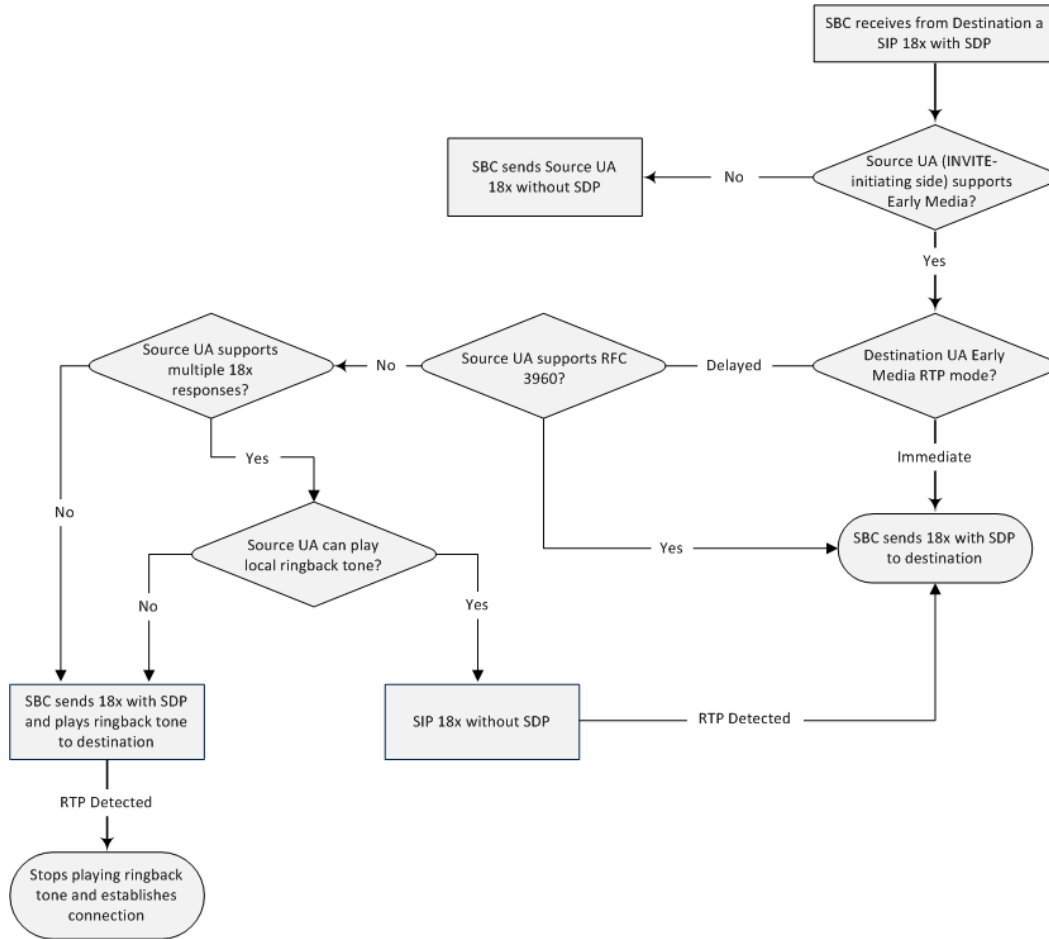 SBC receives from Destination a
SIP 18x with SDP
Source UA (INVITE-
initiating side) supports
Early Media?
No
SBC sends Source UA
18x without SDP
Yes
Destination UA Early
Media RTP mode?
Delayed
Source UA supports RFC
3960?
No
Source UA supports
multiple 18x
responses?
Immediate
Yes
No
SBC sends 18x with SDP
to destination
Yes
Source UA can play
local ringback tone?
No
Yes
SBC sends 18x with SDP
and plays ringback tone
to destination
SIP 18x without SDP
RTP Detected
RTP Detected
Stops playing ringback
tone and establishes
connection